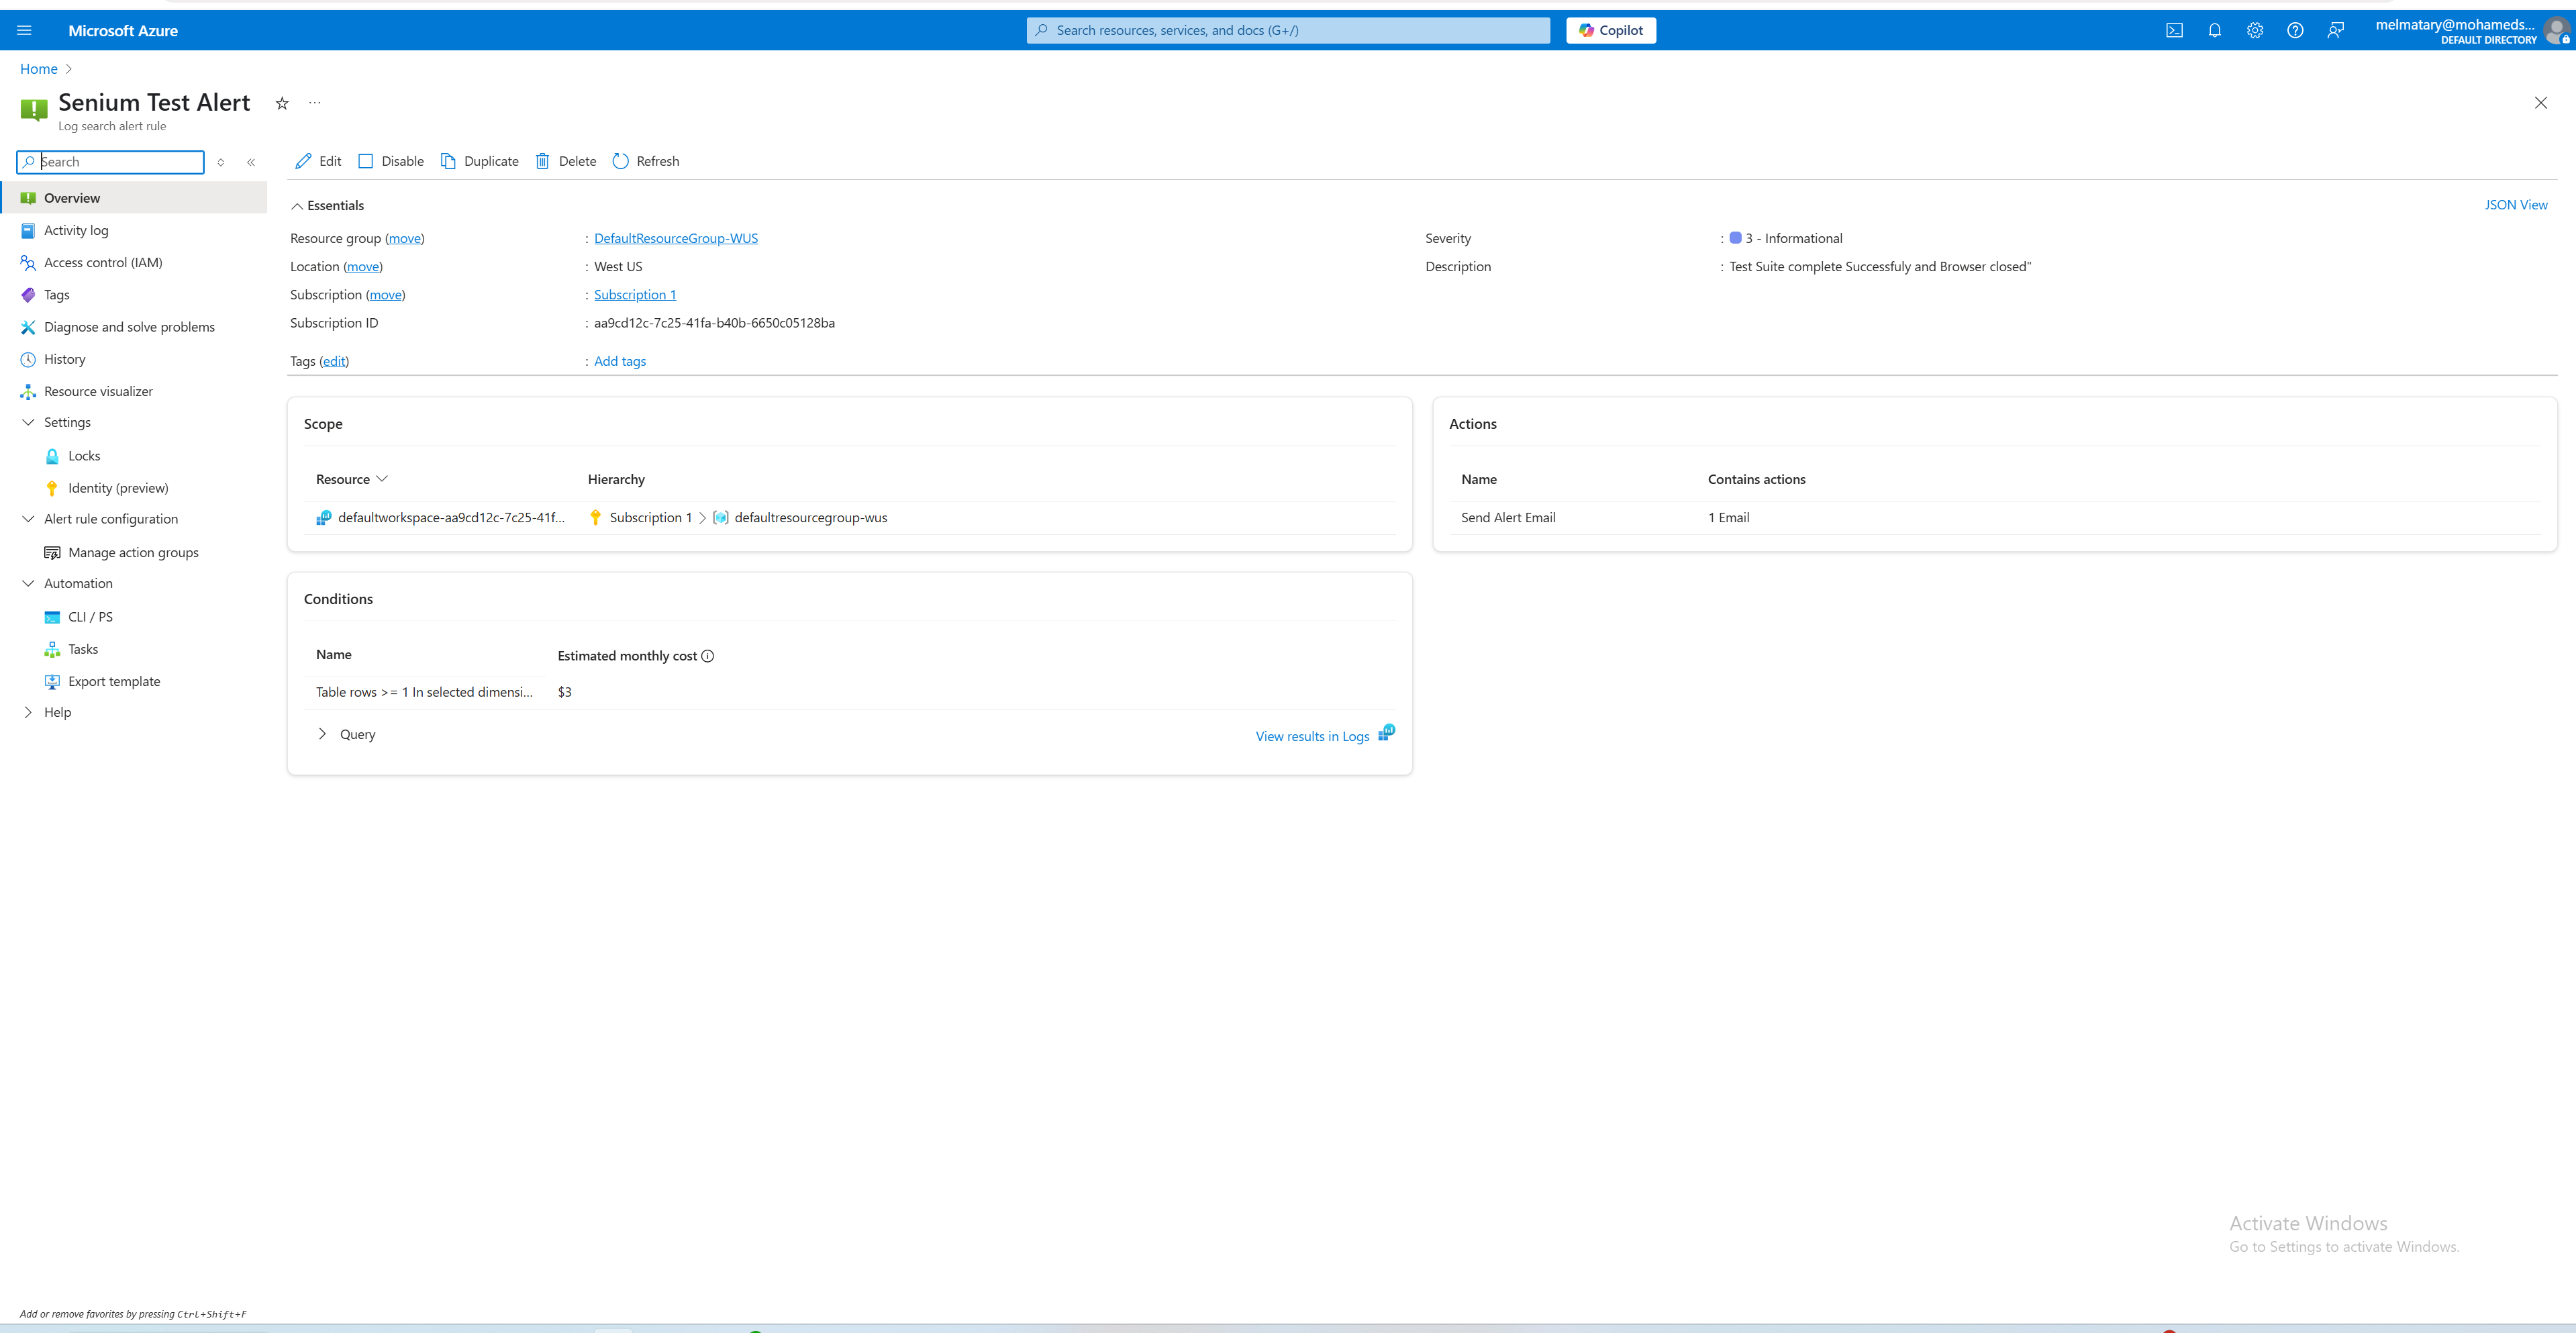 Microsoft Azure
Search resources, services, and docs (G+/)
Copilot
melmatary@mohameds...
DEFAULT DIRECTORY
Home
Senium Test Alert
...
Log search alert rule
Search
Edit
Disable
Duplicate
Delete
Refresh
Overview
Activity log
Access control (IAM)
Tags
Diagnose and solve problems
History
Resource visualizer
Settings
Locks
Identity (preview)
Alert rule configuration
Manage action groups
Automation
CLI / PS
Tasks
Export template
Help
Essentials
JSON View
Resource group (move) : DefaultResourceGroup-WUS
Location (move) : West US
Subscription (move) : Subscription 1
Subscription ID : aa9cd12c-7c25-41fa-b40b-6650c05128ba
Tags (edit) : Add tags
Severity : 3 - Informational
Description : Test Suite complete Successfuly and Browser closed"
Scope
Resource Hierarchy
defaultworkspace-aa9cd12c-7c25-41f... Subscription 1 > defaultresourcegroup-wus
Actions
Name Contains actions
Send Alert Email 1 Email
Conditions
Name Estimated monthly cost
Table rows >= 1 In selected dimensi... $3
Query View results in Logs
Activate Windows
Go to Settings to activate Windows.
Add or remove favorites by pressing Ctrl+Shift+F